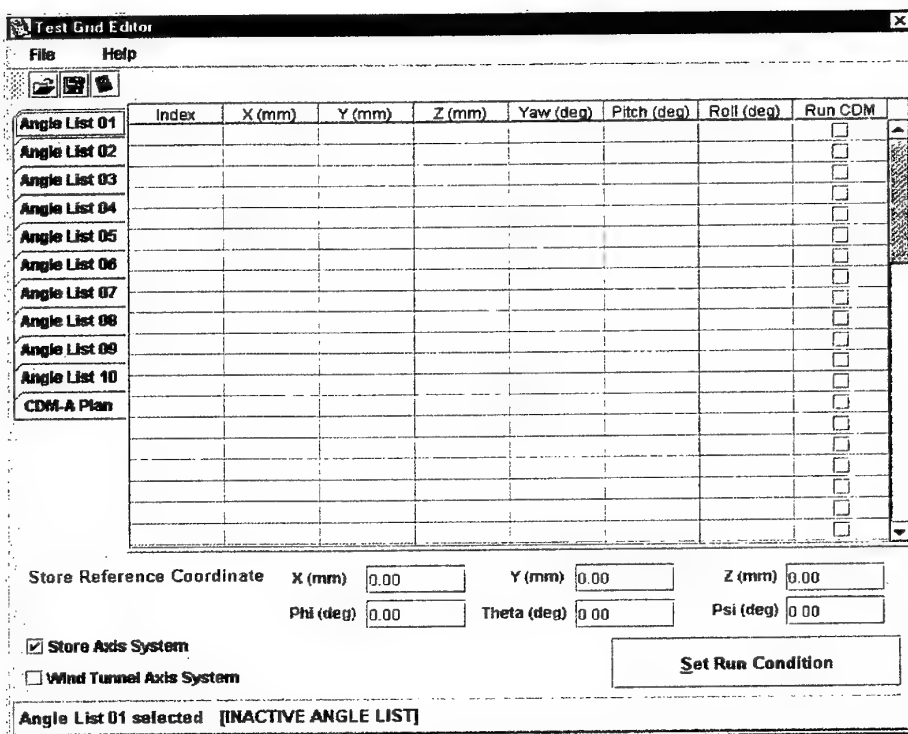 Test Grid Editor
File Help
Index X (mm) Y (mm) Z (mm) Yaw (deg) Pitch (deg) Roll (deg) Run CDM
Angle List 01
Angle List 02
Angle List 03
Angle List 04
Angle List 05
Angle List 06
Angle List 07
Angle List 08
Angle List 09
Angle List 10
CDM-A Plan
Store Reference Coordinate X (mm) 0.00 Y (mm) 0.00 Z (mm) 0.00
Phi (deg) 0.00 Theta (deg) 0.00 Psi (deg) 0.00
Store Axis System
Set Run Condition
Wind Tunnel Axis System
Angle List 01 selected [INACTIVE ANGLE LIST]